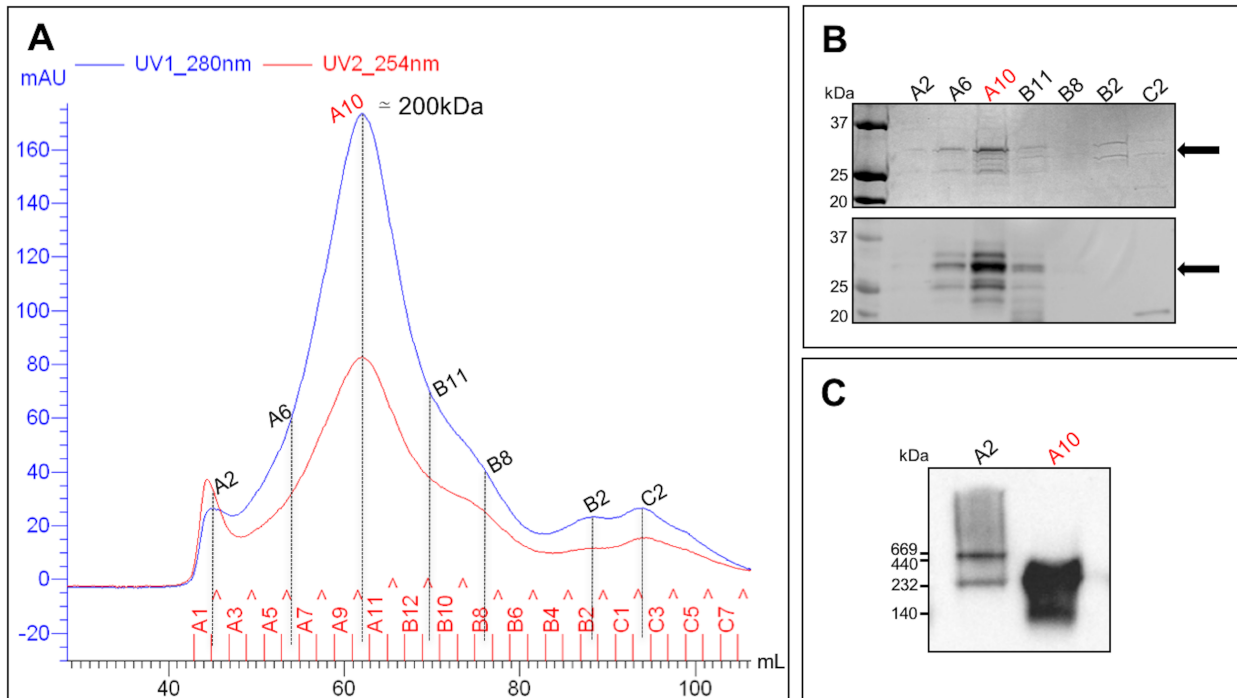 A
UV1_280nm UV2_254nm
mAU
A10 ≃ 200kDa
160
140
120
100
80
60
40
20
0
-20
A2
A6
B11
B8
B2
C2
A1 A3 A5 A7 A9 A11 B12 B10 B8 B6 B4 B2 C1 C3 C5 C7
40 60 80 100 mL
B
kDa A2 A6 A10 B11 B8 B2 C2
37
25
20
37
25
20
C
kDa A2 A10
669
440
232
140